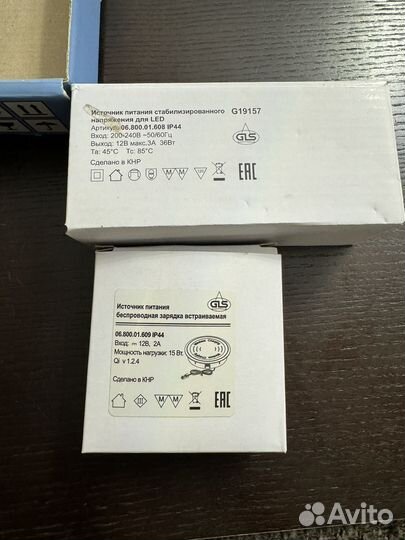 Источник питания стабилизированного G19157
напряжения для LED
Артикул: 06.800.01.608 IP44
Вход: 200-240В ~50/60Гц
Выход: 12В макс.3А 36Вт
Ta: 45°C Tc: 85°C
Сделано в КНР
GLS
EAC
Источник питания
беспроводная зарядка встраиваемая
GLS
06.800.01.609 IP44
Вход: ⎓ 12В, 2А
Мощность нагрузки: 15 Вт.
Qi v 1.2.4
Сделано в КНР
EAC
Avito